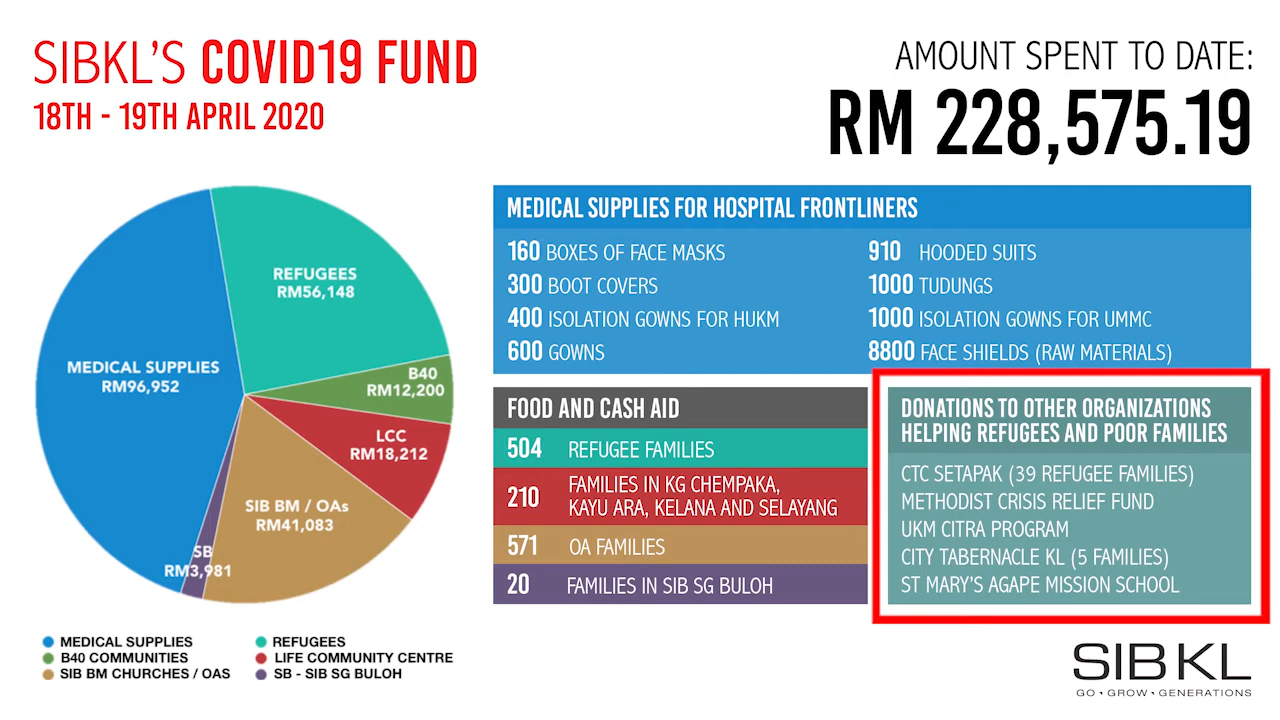 SIBKL'S COVID19 FUND
18TH - 19TH APRIL 2020
AMOUNT SPENT TO DATE:
RM 228,575.19
REFUGEES
RM56,148
MEDICAL SUPPLIES
RM96,952
B40
RM12,200
LCC
RM18,212
SIB BM / OAs
RM41,083
SB
RM3,981
MEDICAL SUPPLIES
REFUGEES
B40 COMMUNITIES
LIFE COMMUNITY CENTRE
SIB BM CHURCHES / OAS
SB - SIB SG BULOH
MEDICAL SUPPLIES FOR HOSPITAL FRONTLINERS
160 BOXES OF FACE MASKS
300 BOOT COVERS
400 ISOLATION GOWNS FOR HUKM
600 GOWNS
910 HOODED SUITS
1000 TUDUNGS
1000 ISOLATION GOWNS FOR UMMC
8800 FACE SHIELDS (RAW MATERIALS)
FOOD AND CASH AID
504 REFUGEE FAMILIES
210 FAMILIES IN KG CHEMPAKA,
KAYU ARA, KELANA AND SELAYANG
571 OA FAMILIES
20 FAMILIES IN SIB SG BULOH
DONATIONS TO OTHER ORGANIZATIONS
HELPING REFUGEES AND POOR FAMILIES
CTC SETAPAK (39 REFUGEE FAMILIES)
METHODIST CRISIS RELIEF FUND
UKM CITRA PROGRAM
CITY TABERNACLE KL (5 FAMILIES)
ST MARY'S AGAPE MISSION SCHOOL
SIBKL
GO • GROW • GENERATIONS